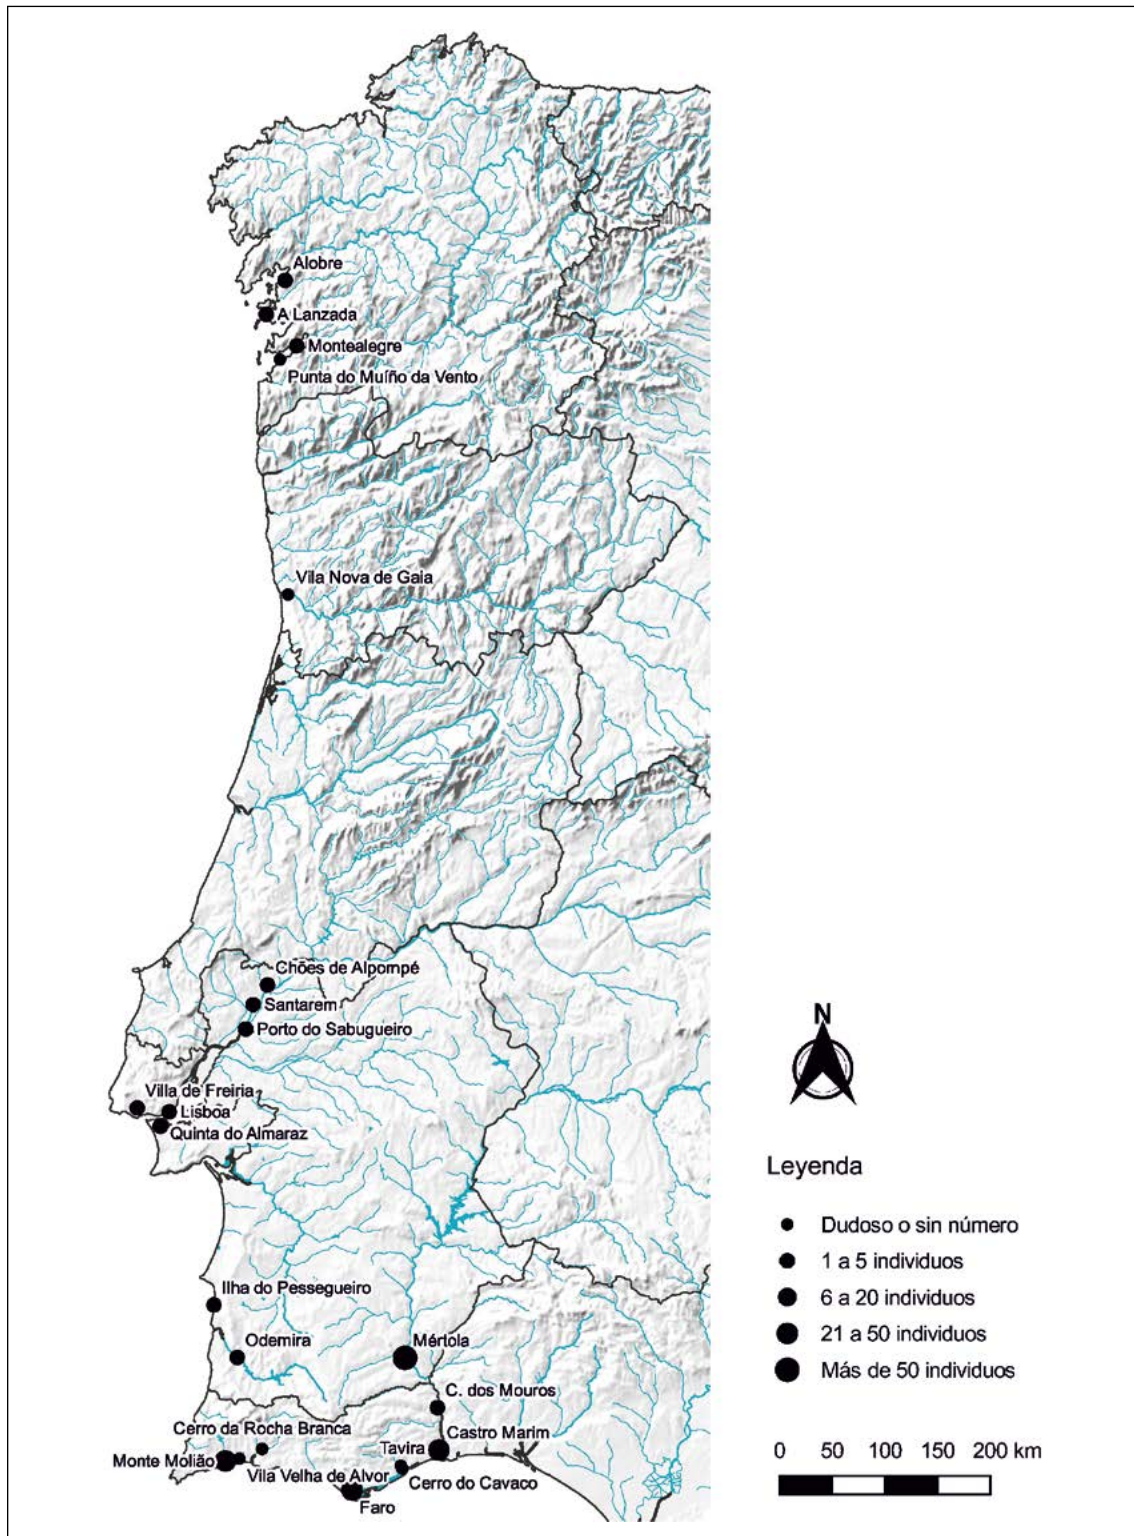 Alobre
A Lanzada
Montealegre
Punta do Muíño da Vento
Vila Nova de Gaia
Chões de Alpompé
Santarem
Porto do Sabugueiro
Villa de Freiria
Lisboa
Quinta do Almaraz
Ilha do Pessegueiro
Odemira
Mértola
C. dos Mouros
Cerro da Rocha Branca
Castro Marim
Tavira
Monte Molião
Vila Velha de Alvor
Cerro do Cavaco
Faro
N
Leyenda
Dudoso o sin número
1 a 5 individuos
6 a 20 individuos
21 a 50 individuos
Más de 50 individuos
0 50 100 150 200 km